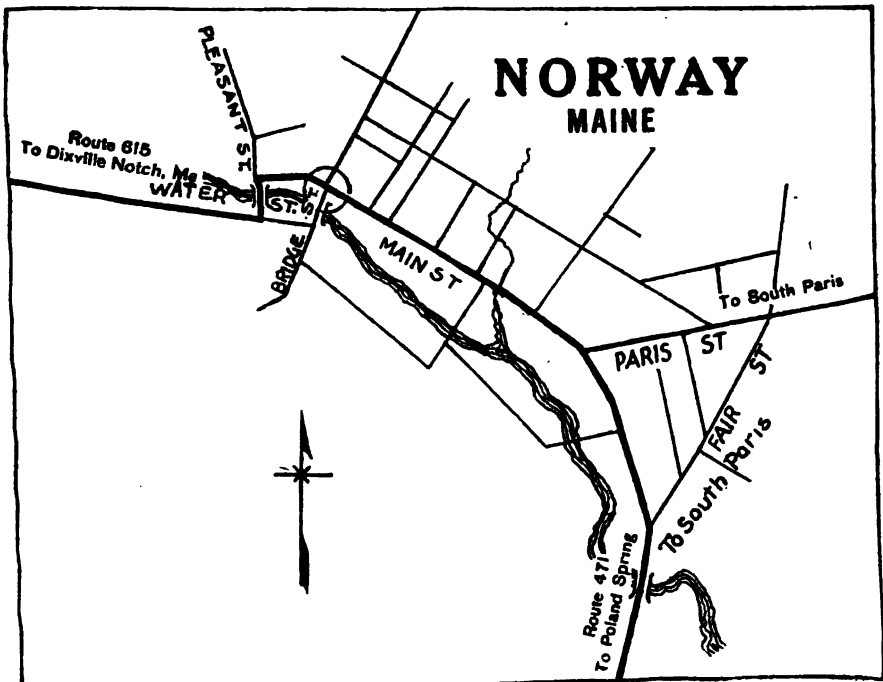 NORWAY
MAINE
PLEASANT ST
Route 615
To Dixville Notch, Me
WATER ST.
BRIDGE ST.
MAIN ST
To South Paris
PARIS ST
FAIR ST
To South Paris
Route 471
To Poland Spring